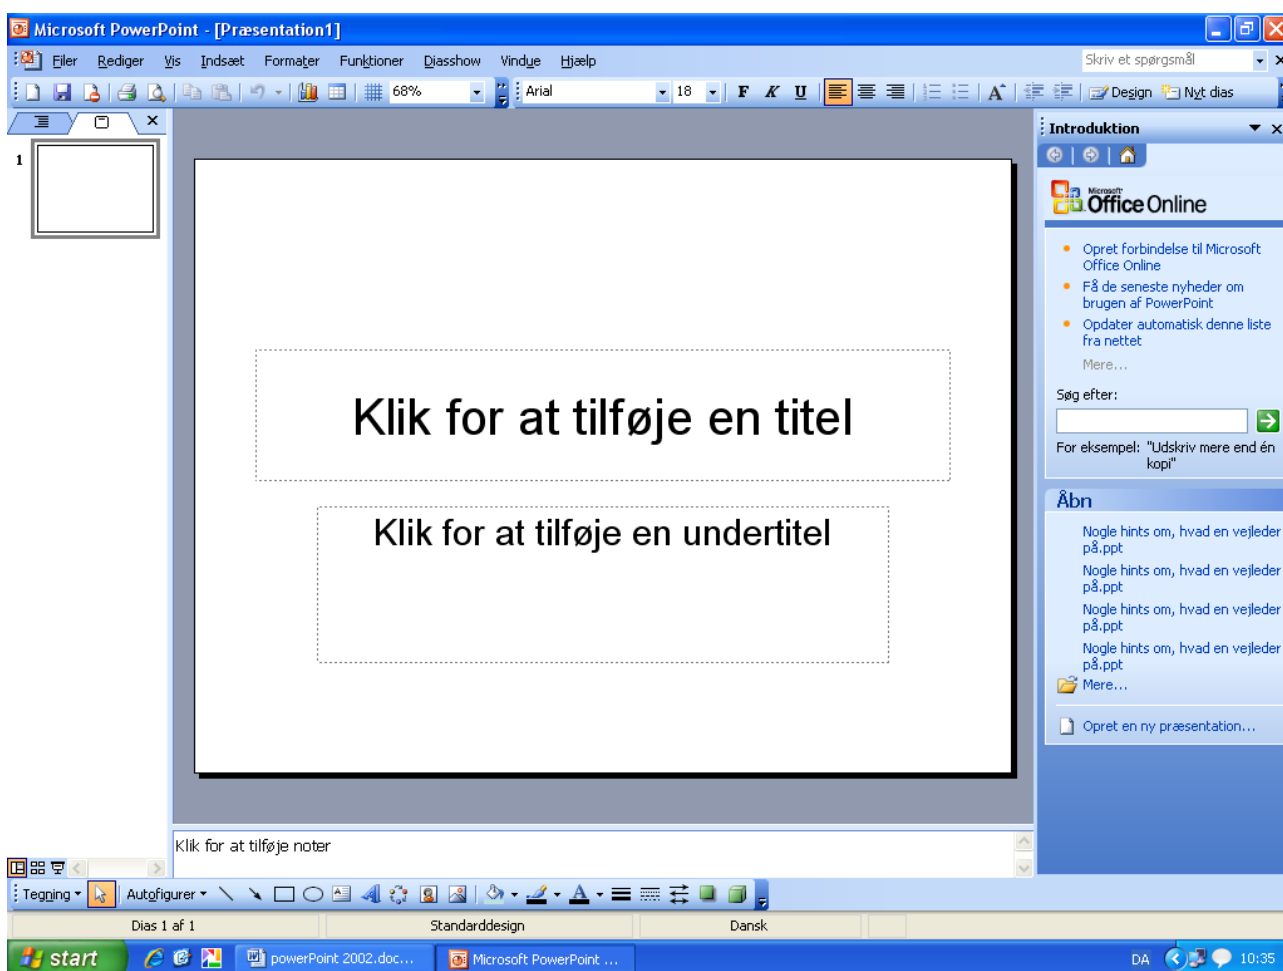 Microsoft PowerPoint - [Præsentation1]
Filer Rediger Vis Indsæt Formater Funktioner Diasshow Vindue Hjælp Skriv et spørgsmål
68% Arial 18 F K U A Design Nyt dias
Introduktion
1
Microsoft
Office Online
Opret forbindelse til Microsoft
Office Online
Få de seneste nyheder om
brugen af PowerPoint
Opdater automatisk denne liste
fra nettet
Mere...
Søg efter:
For eksempel: "Udskriv mere end én
kopi"
Åbn
Nogle hints om, hvad en vejleder
på.ppt
Nogle hints om, hvad en vejleder
på.ppt
Nogle hints om, hvad en vejleder
på.ppt
Nogle hints om, hvad en vejleder
på.ppt
Mere...
Opret en ny præsentation...
Klik for at tilføje en titel
Klik for at tilføje en undertitel
Klik for at tilføje noter
Tegning Autofigurer A
Dias 1 af 1 Standarddesign Dansk
start powerPoint 2002.doc... Microsoft PowerPoint ... DA 10:35